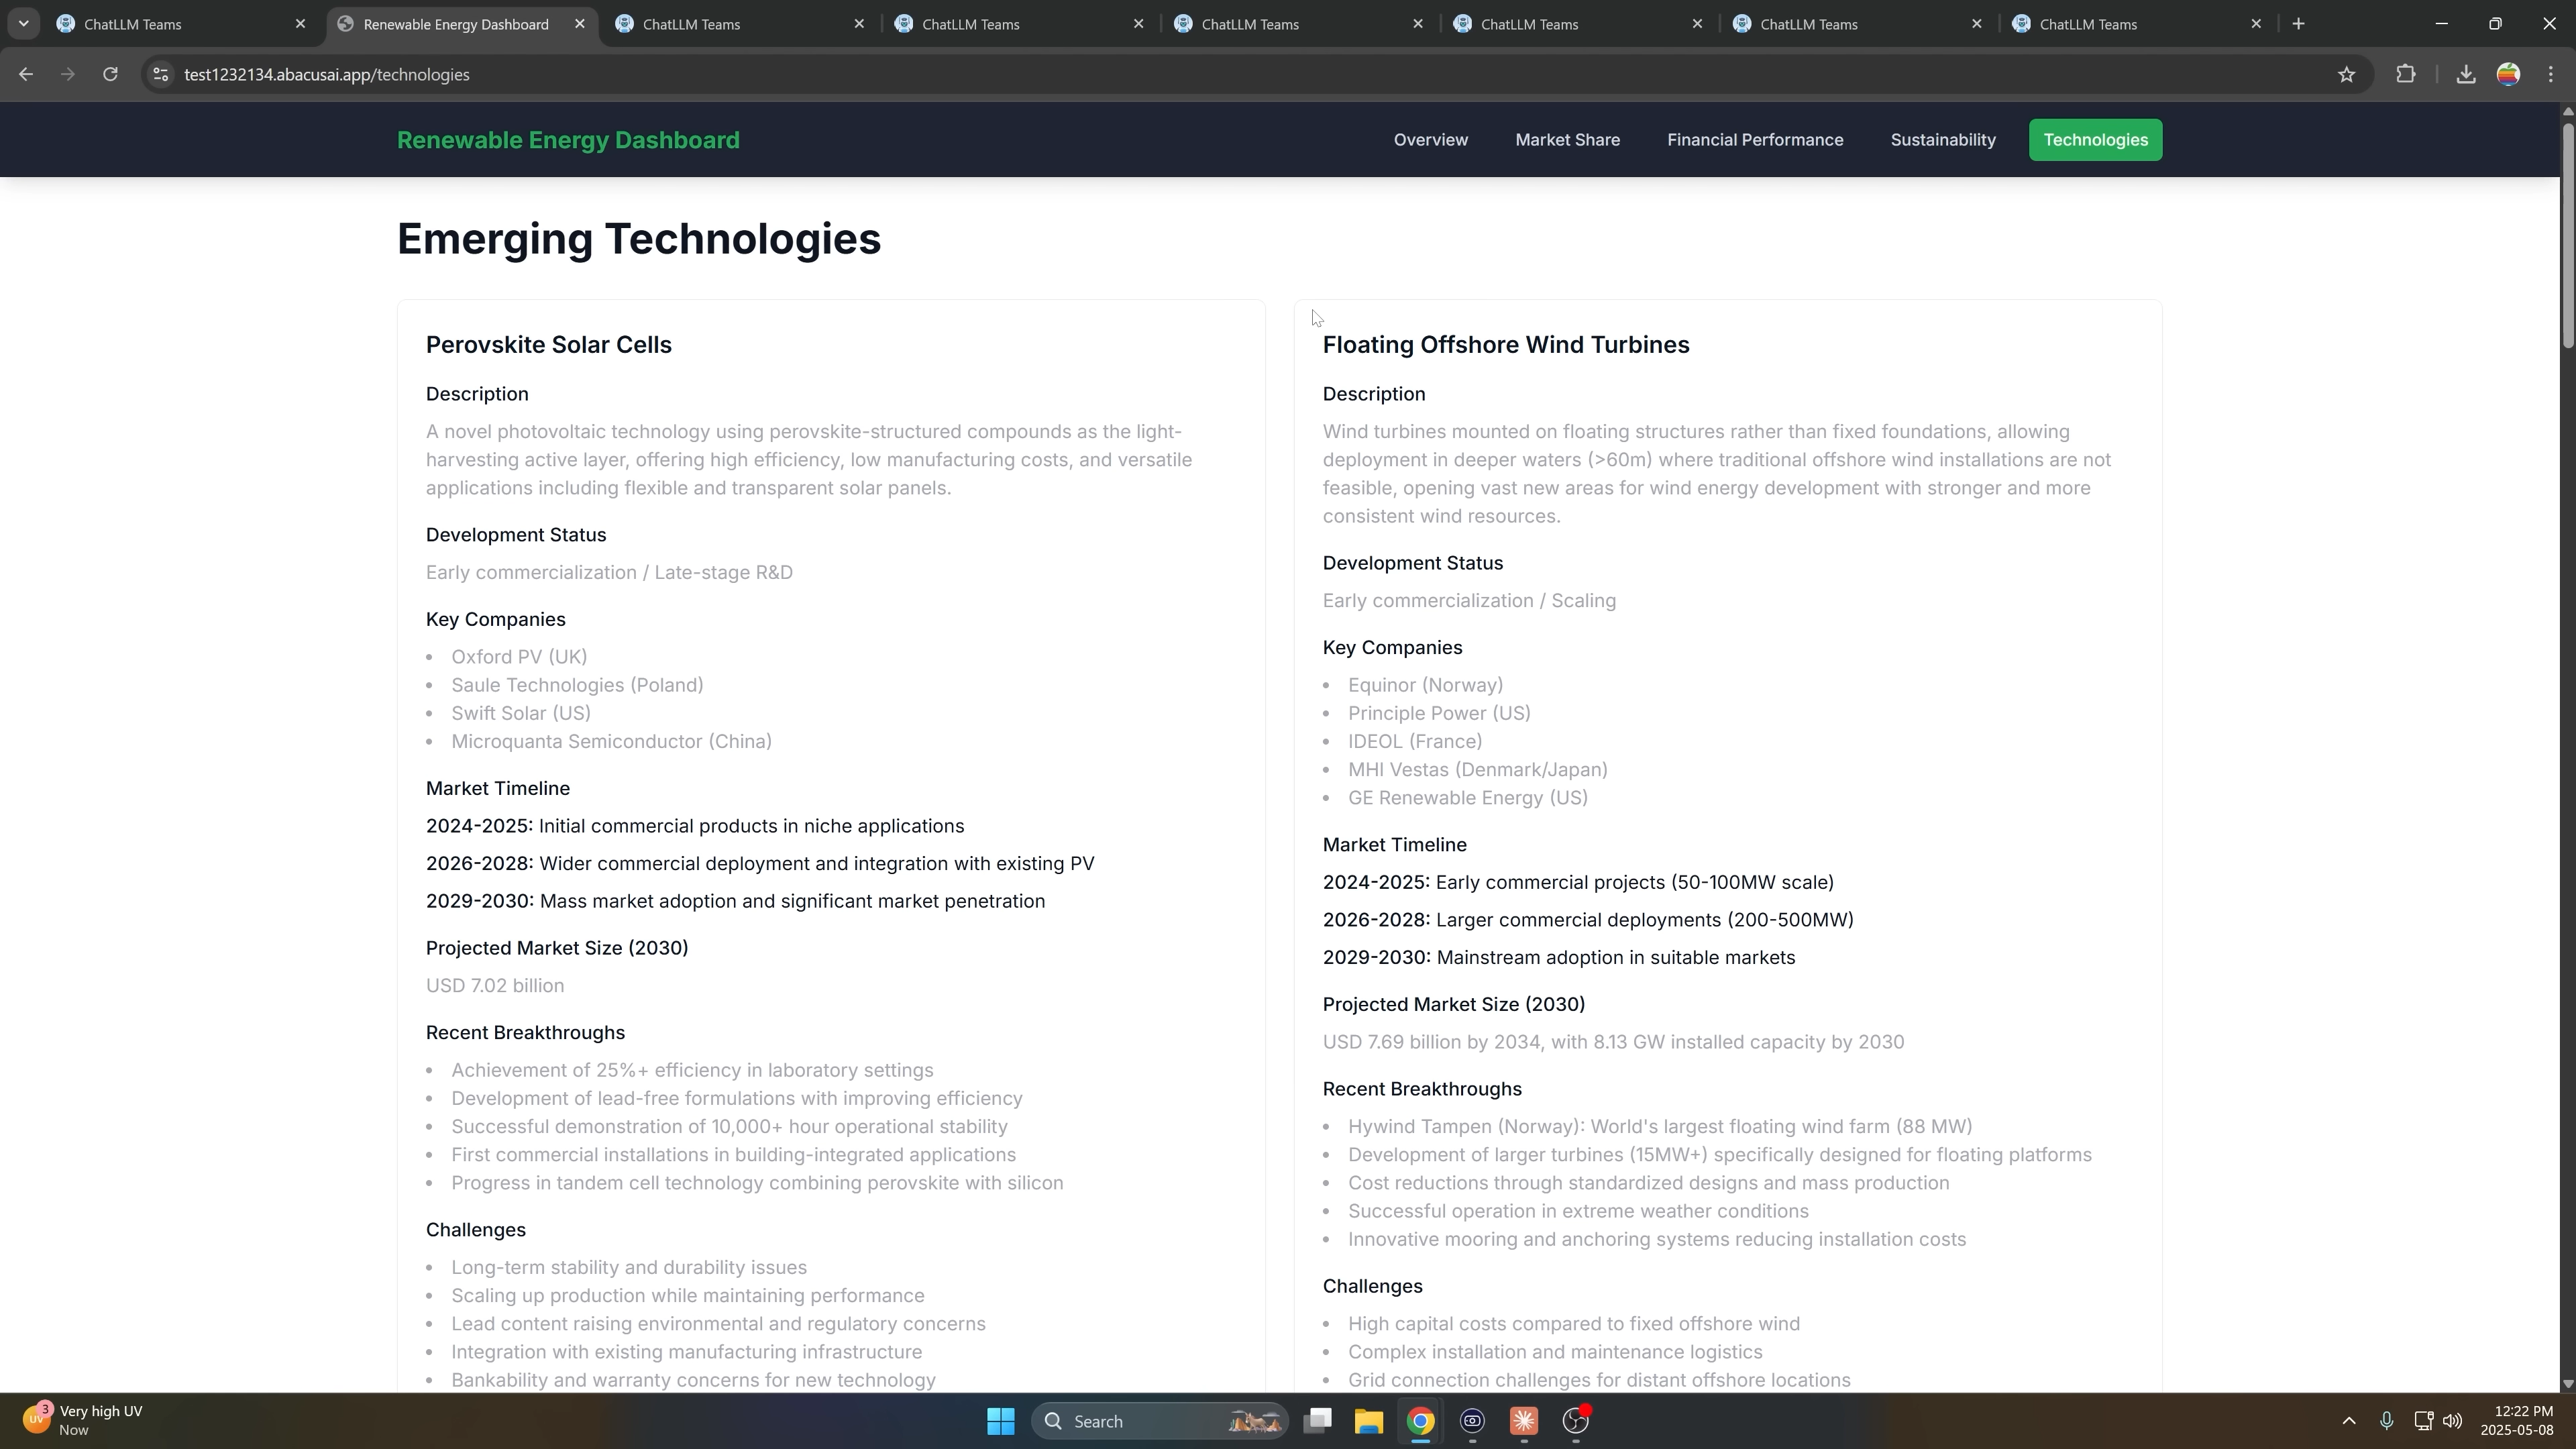 ChatLLM Teams
Renewable Energy Dashboard
ChatLLM Teams
ChatLLM Teams
ChatLLM Teams
ChatLLM Teams
ChatLLM Teams
ChatLLM Teams
test1232134.abacusai.app/technologies
Renewable Energy Dashboard
Overview
Market Share
Financial Performance
Sustainability
Technologies
Emerging Technologies
Perovskite Solar Cells
Description
A novel photovoltaic technology using perovskite-structured compounds as the light-
harvesting active layer, offering high efficiency, low manufacturing costs, and versatile
applications including flexible and transparent solar panels.
Development Status
Early commercialization / Late-stage R&D
Key Companies
• Oxford PV (UK)
• Saule Technologies (Poland)
• Swift Solar (US)
• Microquanta Semiconductor (China)
Market Timeline
2024-2025: Initial commercial products in niche applications
2026-2028: Wider commercial deployment and integration with existing PV
2029-2030: Mass market adoption and significant market penetration
Projected Market Size (2030)
USD 7.02 billion
Recent Breakthroughs
• Achievement of 25%+ efficiency in laboratory settings
• Development of lead-free formulations with improving efficiency
• Successful demonstration of 10,000+ hour operational stability
• First commercial installations in building-integrated applications
• Progress in tandem cell technology combining perovskite with silicon
Challenges
• Long-term stability and durability issues
• Scaling up production while maintaining performance
• Lead content raising environmental and regulatory concerns
• Integration with existing manufacturing infrastructure
• Bankability and warranty concerns for new technology
Floating Offshore Wind Turbines
Description
Wind turbines mounted on floating structures rather than fixed foundations, allowing
deployment in deeper waters (>60m) where traditional offshore wind installations are not
feasible, opening vast new areas for wind energy development with stronger and more
consistent wind resources.
Development Status
Early commercialization / Scaling
Key Companies
• Equinor (Norway)
• Principle Power (US)
• IDEOL (France)
• MHI Vestas (Denmark/Japan)
• GE Renewable Energy (US)
Market Timeline
2024-2025: Early commercial projects (50-100MW scale)
2026-2028: Larger commercial deployments (200-500MW)
2029-2030: Mainstream adoption in suitable markets
Projected Market Size (2030)
USD 7.69 billion by 2034, with 8.13 GW installed capacity by 2030
Recent Breakthroughs
• Hywind Tampen (Norway): World's largest floating wind farm (88 MW)
• Development of larger turbines (15MW+) specifically designed for floating platforms
• Cost reductions through standardized designs and mass production
• Successful operation in extreme weather conditions
• Innovative mooring and anchoring systems reducing installation costs
Challenges
• High capital costs compared to fixed offshore wind
• Complex installation and maintenance logistics
• Grid connection challenges for distant offshore locations
UV
3
Very high UV
Now
Search
12:22 PM
2025-05-08